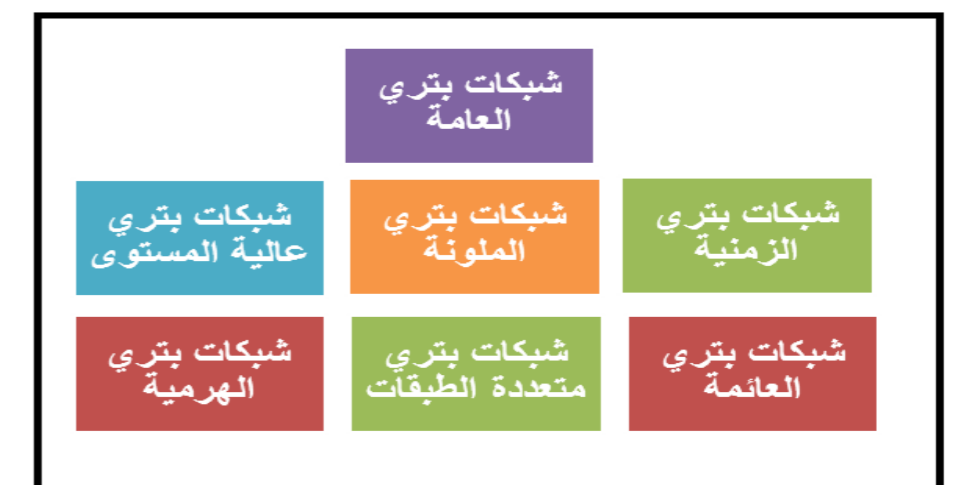 شبكات بتري
العامة
شبكات بتري
الزمنية
شبكات بتري
الملونة
شبكات بتري
عالية المستوى
شبكات بتري
العائمة
شبكات بتري
متعددة الطبقات
شبكات بتري
الهرمية